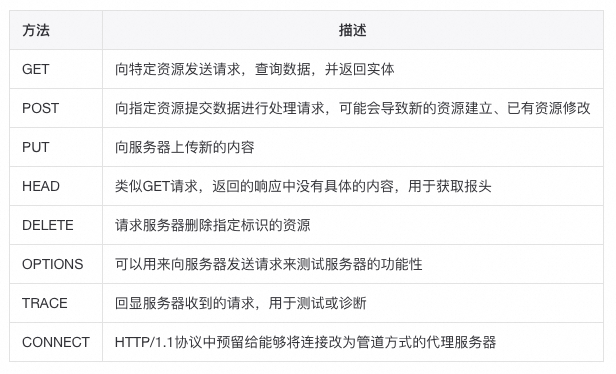 方法 描述
GET 向特定资源发送请求，查询数据，并返回实体
POST 向指定资源提交数据进行处理请求，可能会导致新的资源建立、已有资源修改
PUT 向服务器上传新的内容
HEAD 类似GET请求，返回的响应中没有具体的内容，用于获取报头
DELETE 请求服务器删除指定标识的资源
OPTIONS 可以用来向服务器发送请求来测试服务器的功能性
TRACE 回显服务器收到的请求，用于测试或诊断
CONNECT HTTP/1.1协议中预留给能够将连接改为管道方式的代理服务器